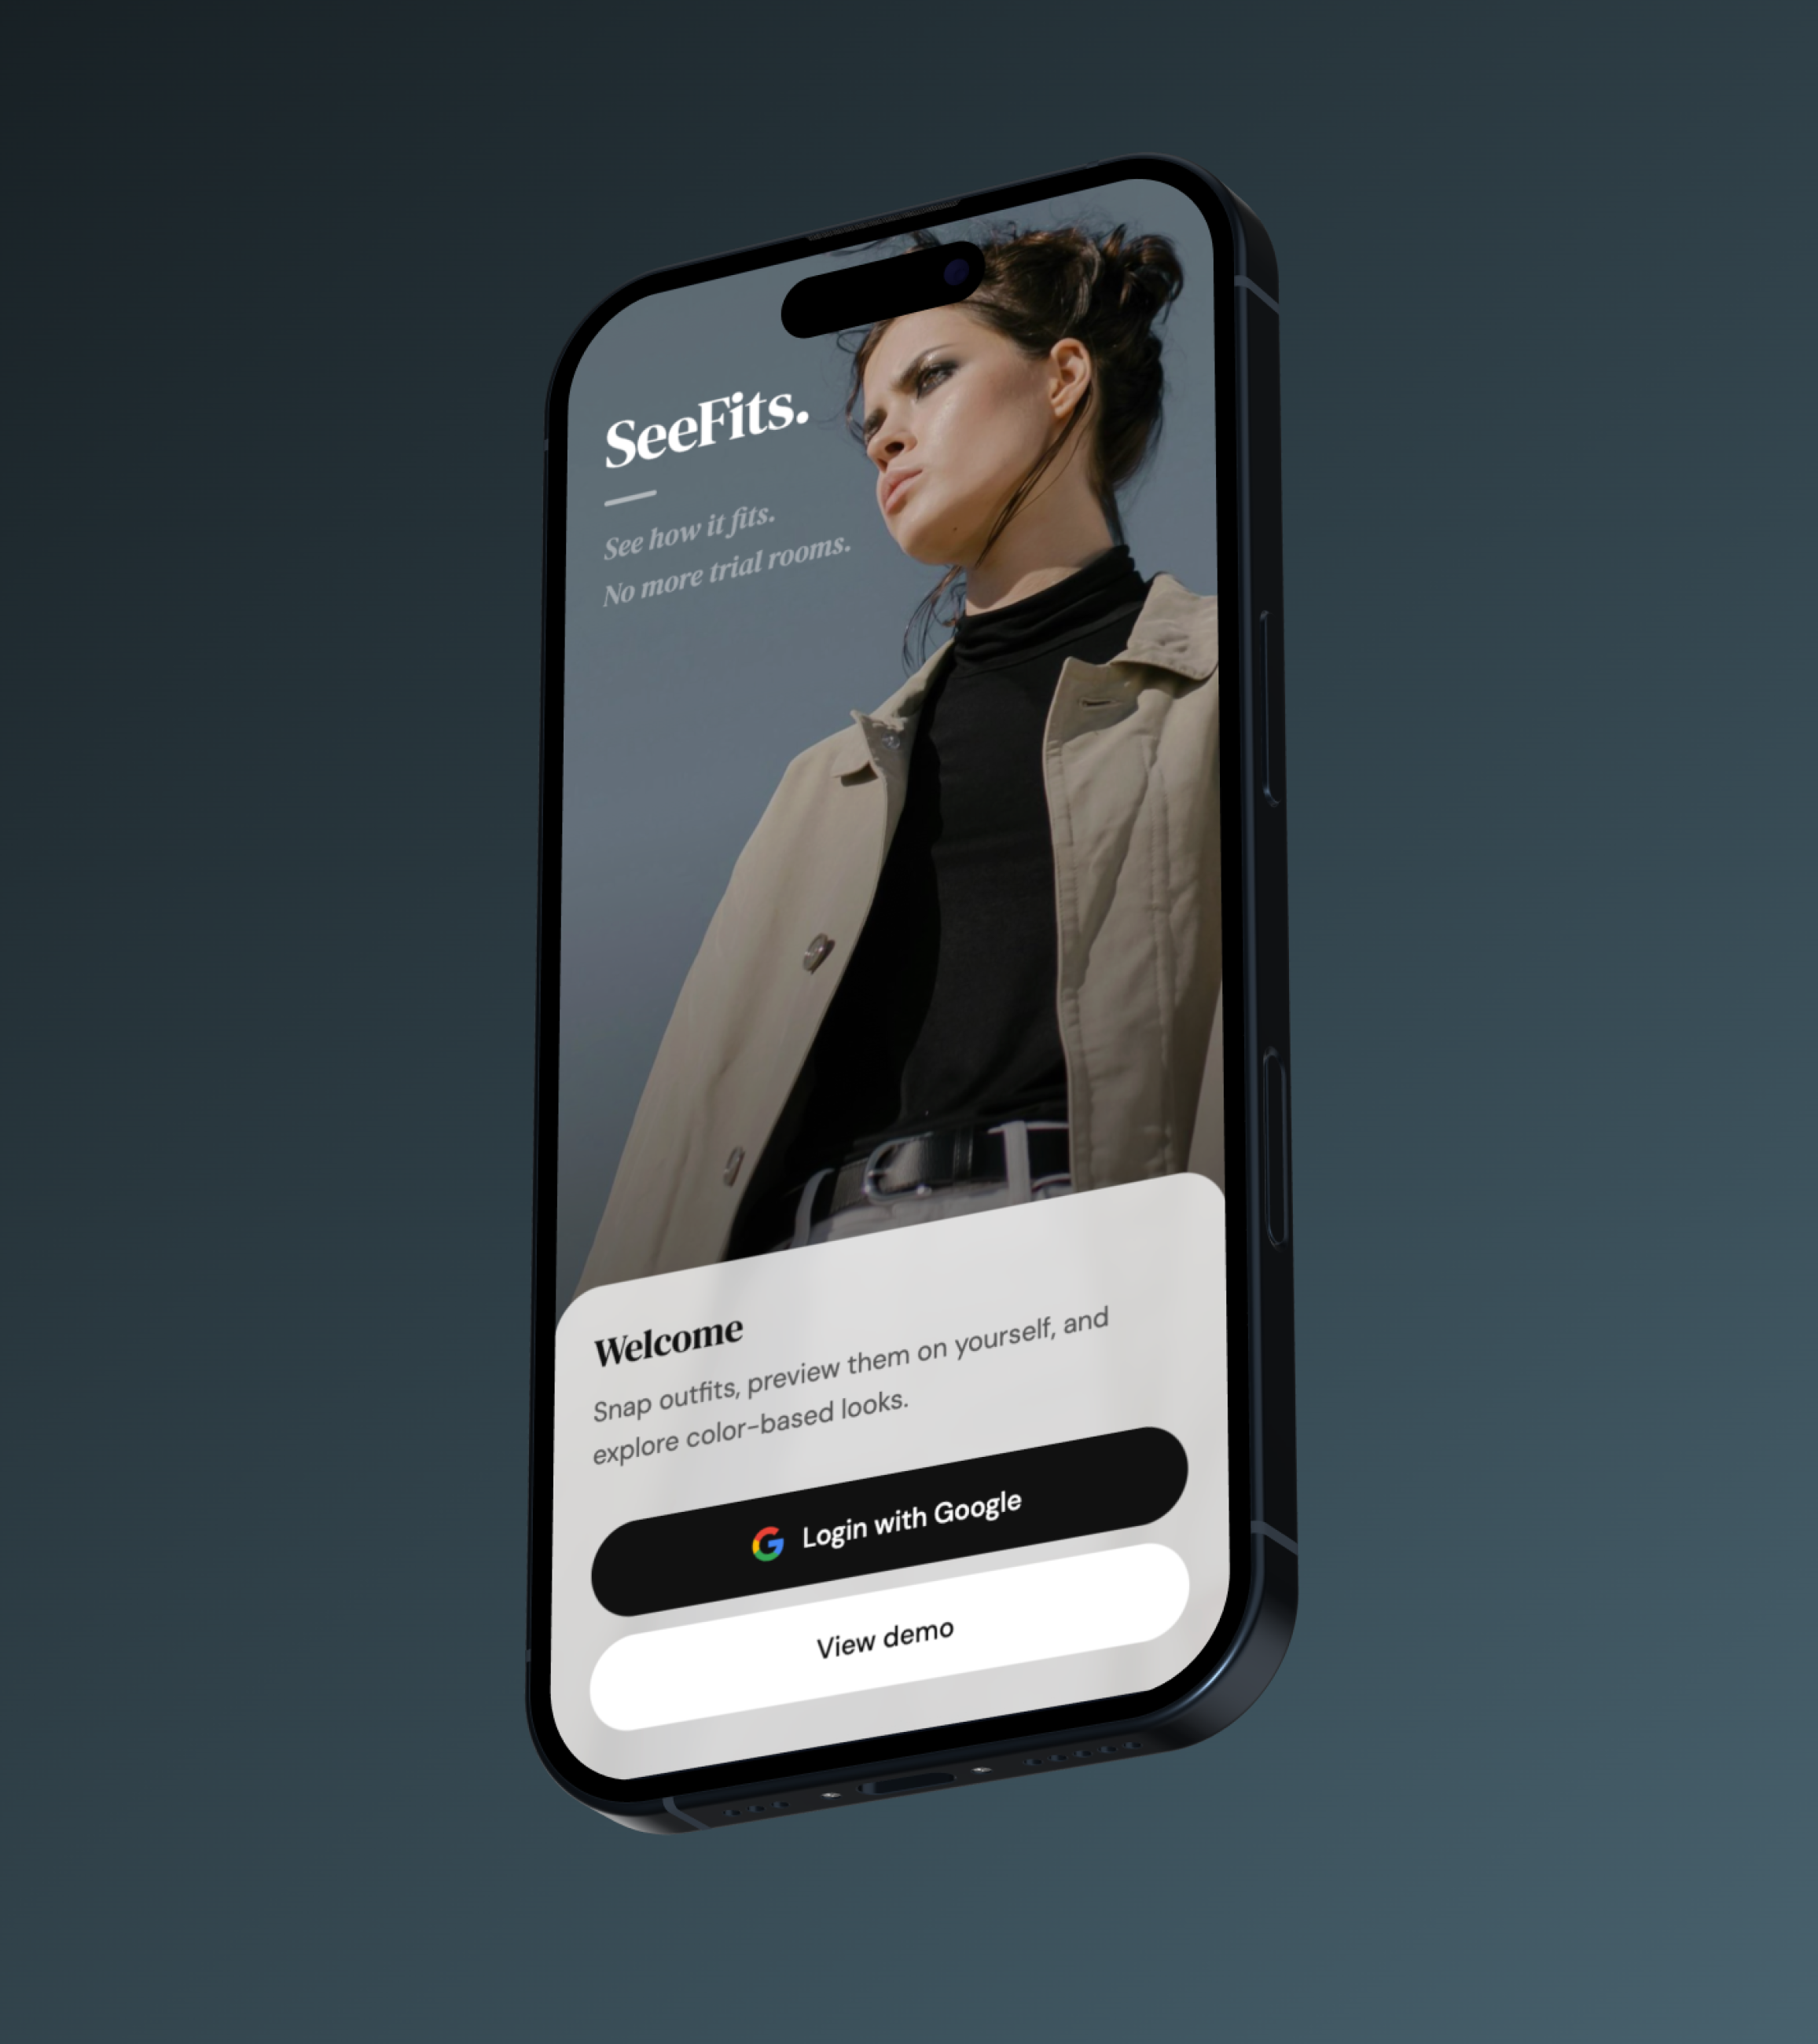 SeeFits.
See how it fits.
No more trial rooms.
Welcome
Snap outfits, preview them on yourself, and
explore color-based looks.
Login with Google
View demo